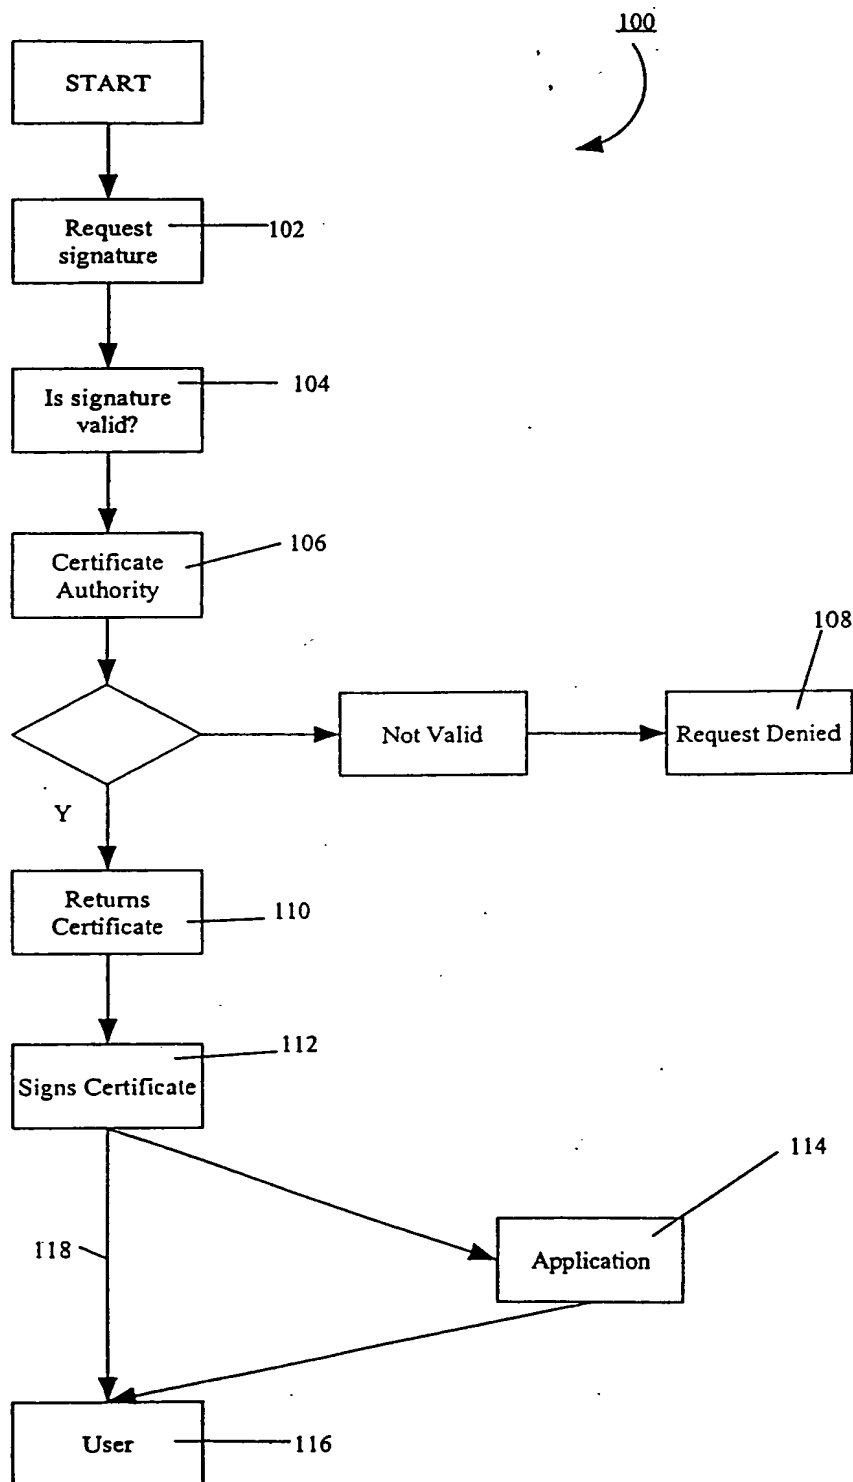 100
START
Request
signature
102
Is signature
valid?
104
Certificate
Authority
106
108
Not Valid
Request Denied
Y
Returns
Certificate
110
Signs Certificate
112
114
Application
118
User
116